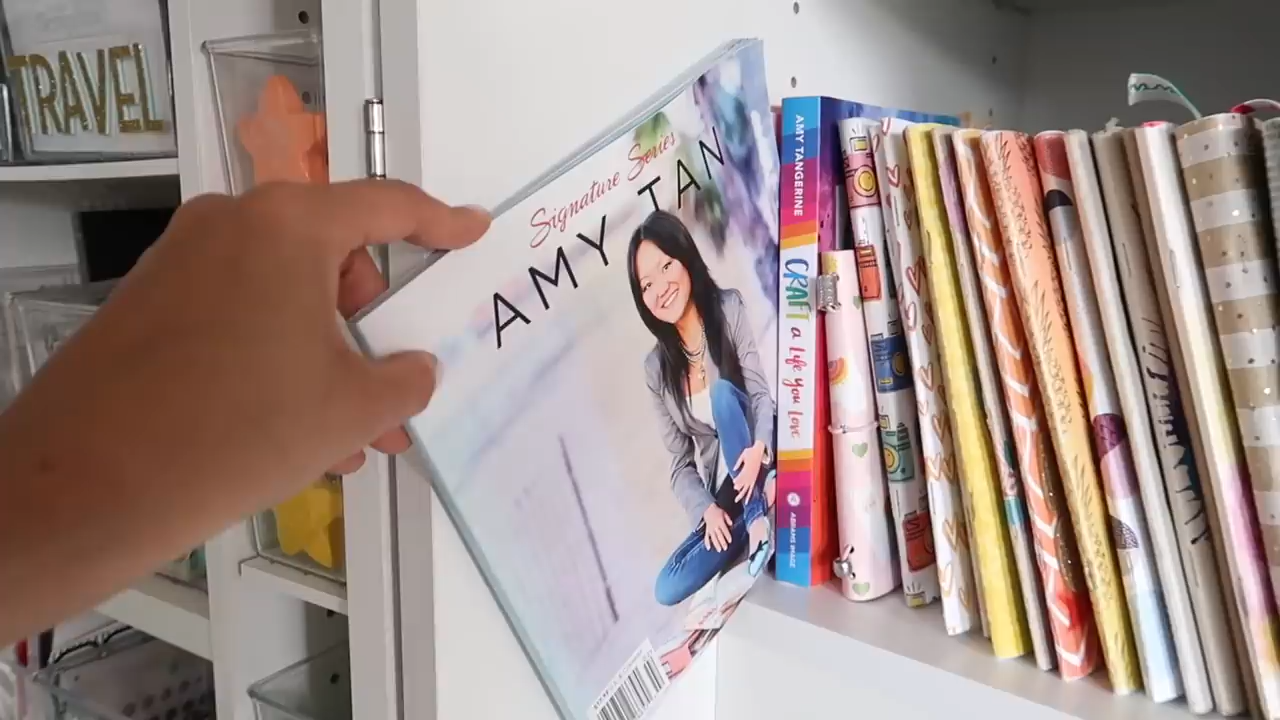 TRAVEL
Signature Series
AMY TAN
AMY TANGERINE
CRAFT a Life you Love
ABRAMS IMAGE